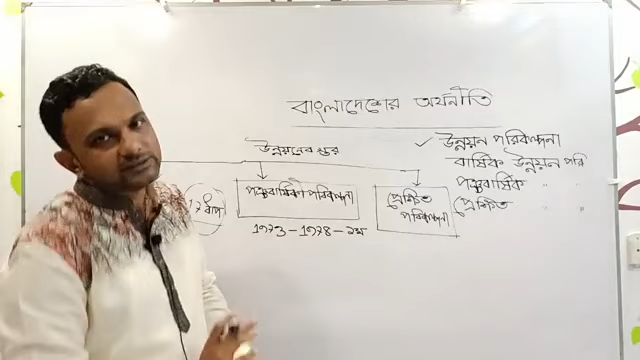 বাংলাদেশের অর্থনীতি
উন্নয়নের স্তর
✓ উন্নয়ন পরিকল্পনা
বার্ষিক উন্নয়ন পরি
পঞ্চবার্ষিক " "
প্রেক্ষিত " "
পঞ্চবার্ষিকী পরিকল্পনা
প্রেক্ষিত
পরিকল্পনা
১৯৭৩ - ১৯৭৮ - ১ম